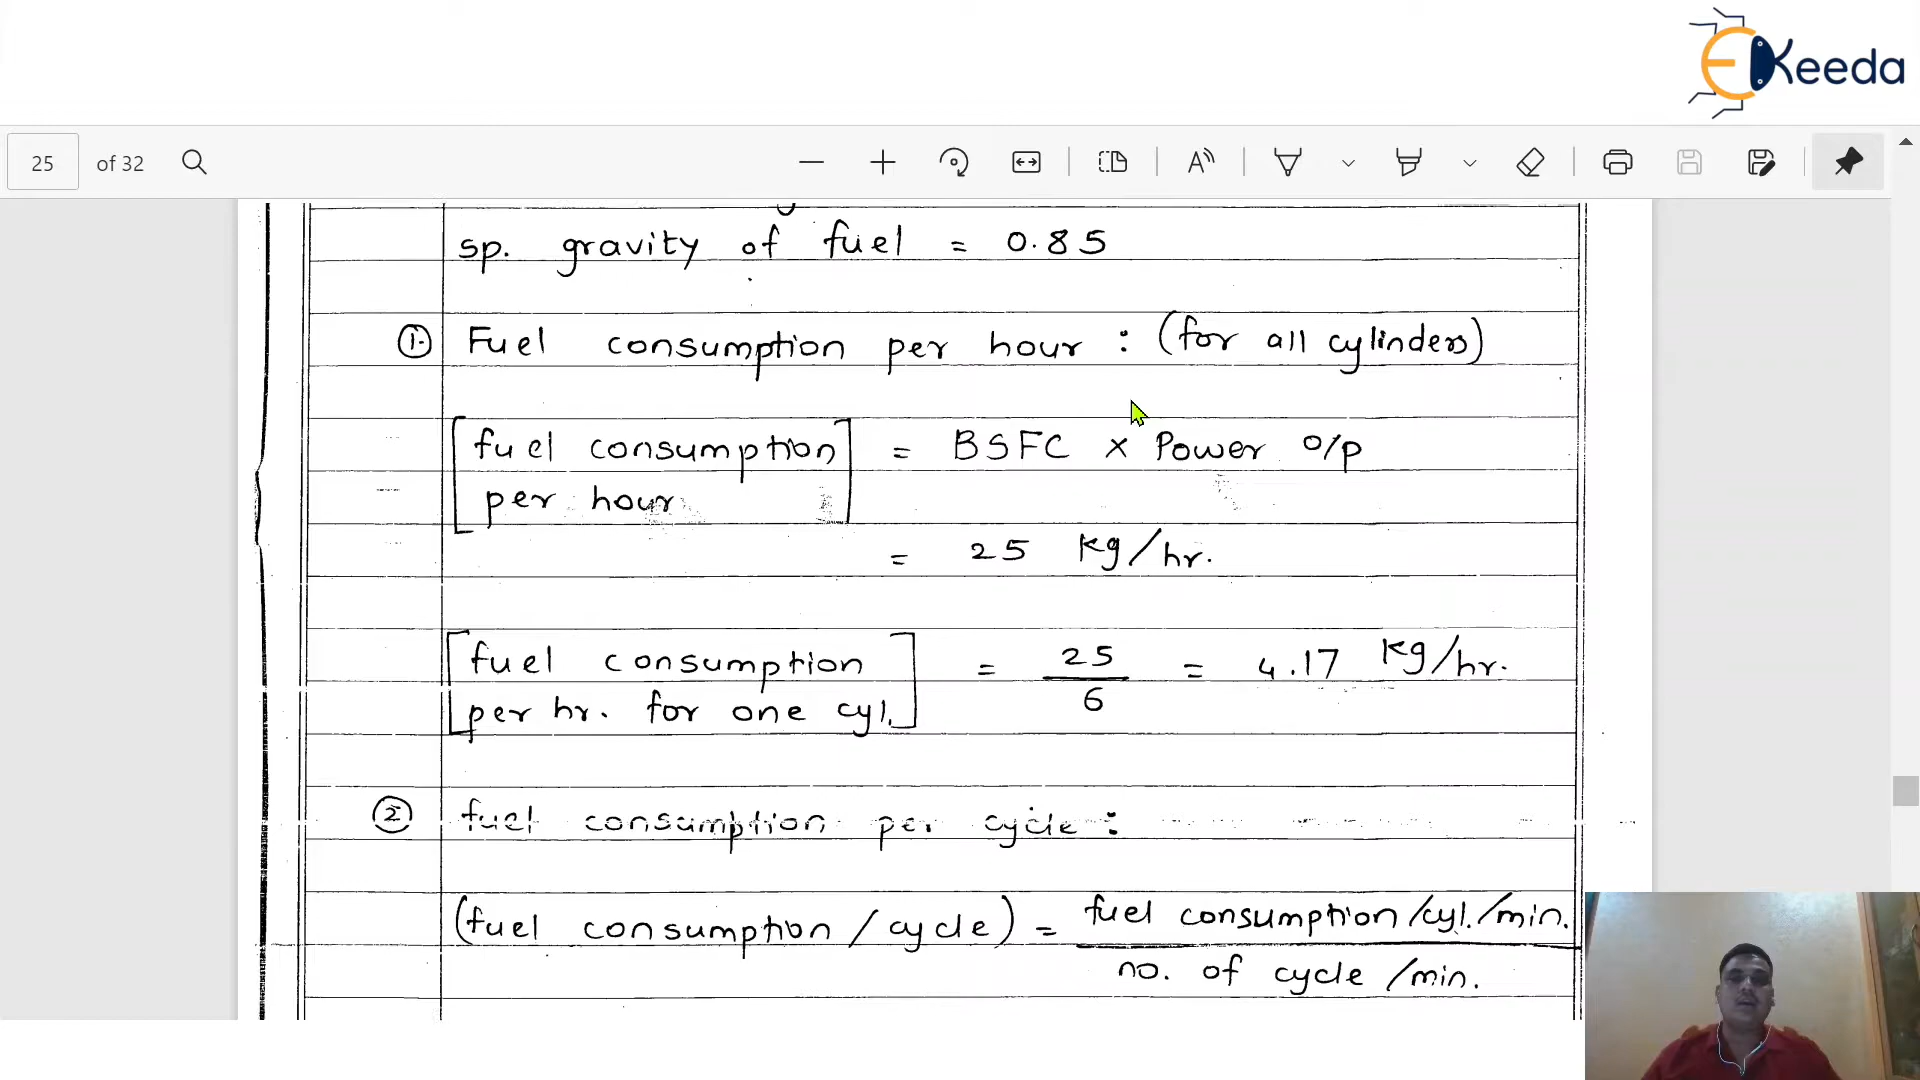 EKeeda
25 of 32
sp. gravity of fuel = 0.85
1. Fuel consumption per hour : (for all cylinders)
[fuel consumption per hour] = BSFC × Power o/p
= 25 kg/hr.
[fuel consumption per hr. for one cyl.] = 25/6 = 4.17 kg/hr.
2 fuel consumption per cycle :
(fuel consumption / cycle) = fuel consumption /cyl. /min.
no. of cycle /min.